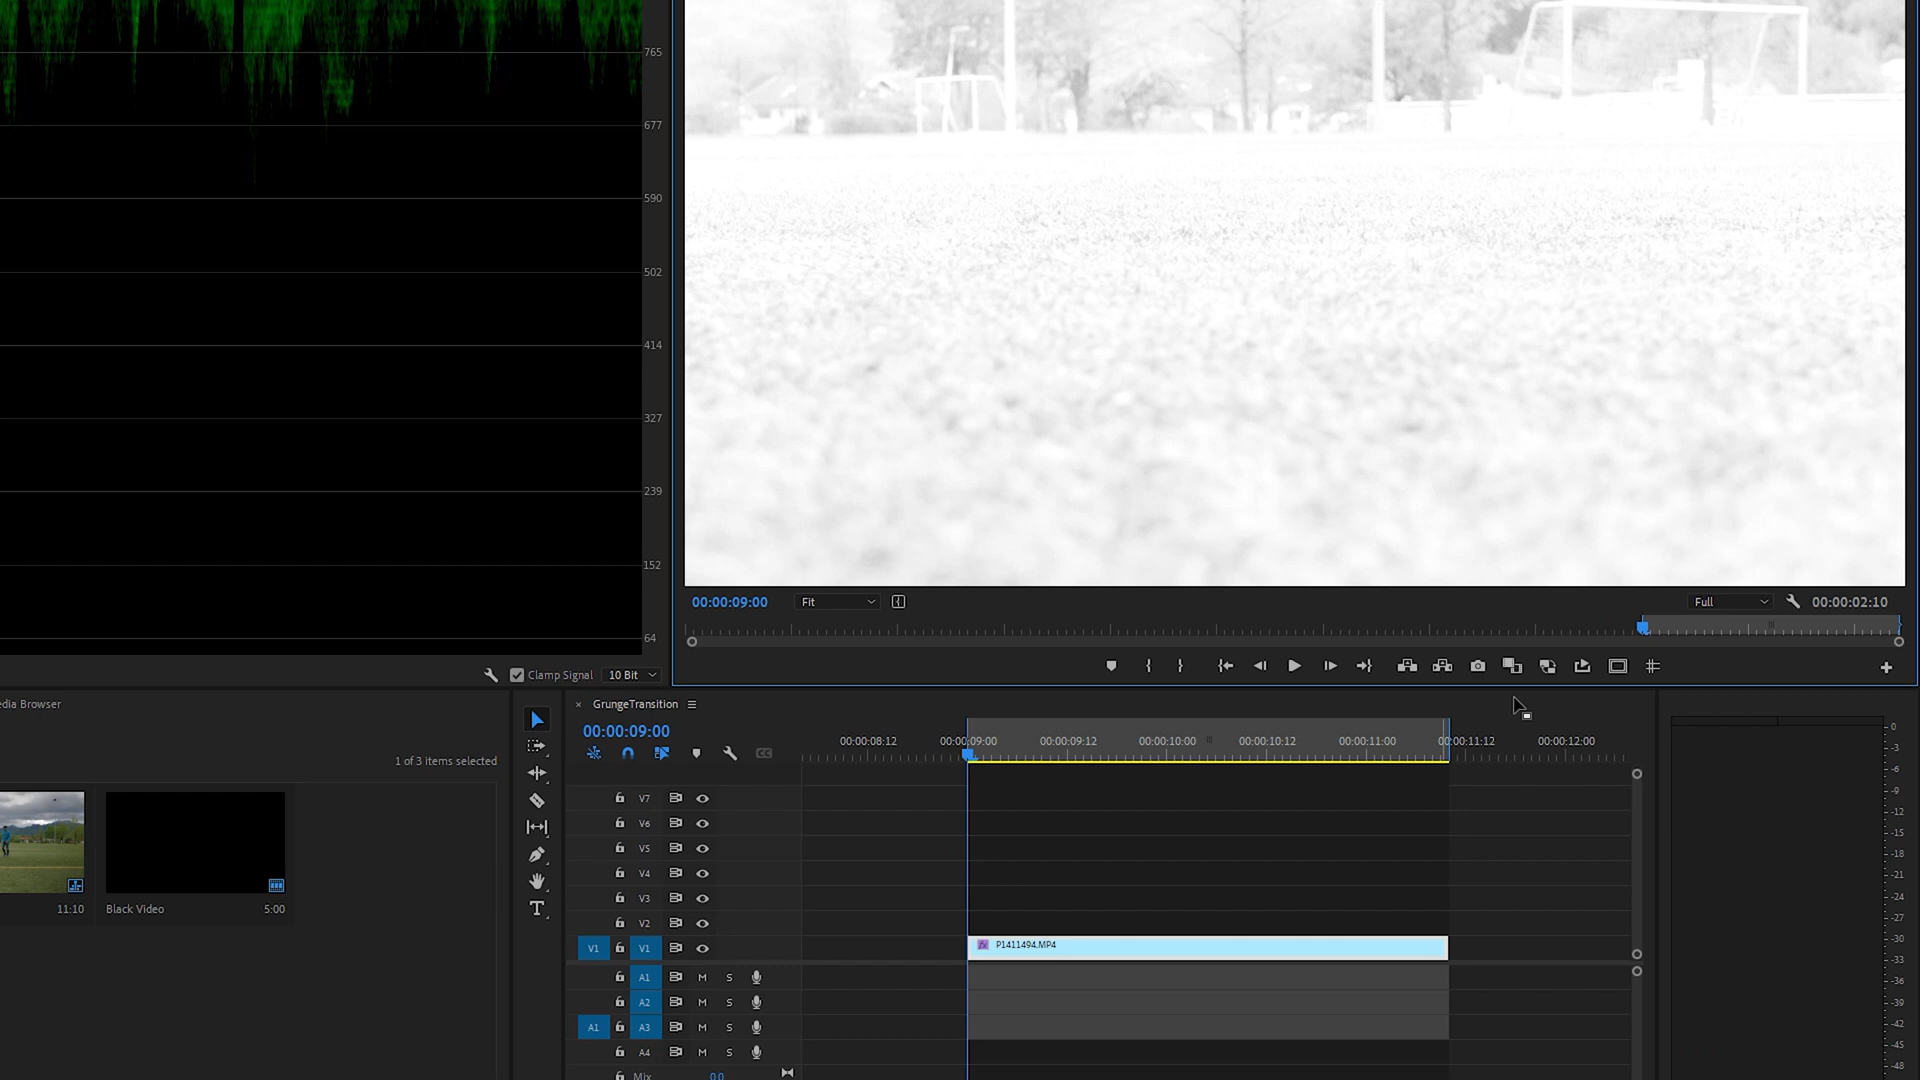 765
677
590
502
414
327
239
152
64
Clamp Signal
10 Bit
00:00:09:00
Fit
Full
00:00:02:10
edia Browser
1 of 3 items selected
11:10
Black Video
5:00
GrungeTransition
00:00:09:00
00:00:08:12
00:00:09:00
00:00:09:12
00:00:10:00
00:00:10:12
00:00:11:00
00:00:11:12
00:00:12:00
V7
V6
V5
V4
V3
V2
V1 V1
fx P1411494.MP4
A1 M S
A2 M S
A1 A3 M S
A4 M S
Mix 0.0
0
-3
-6
-9
-12
-15
-18
-21
-24
-27
-30
-33
-36
-39
-42
-45
-48